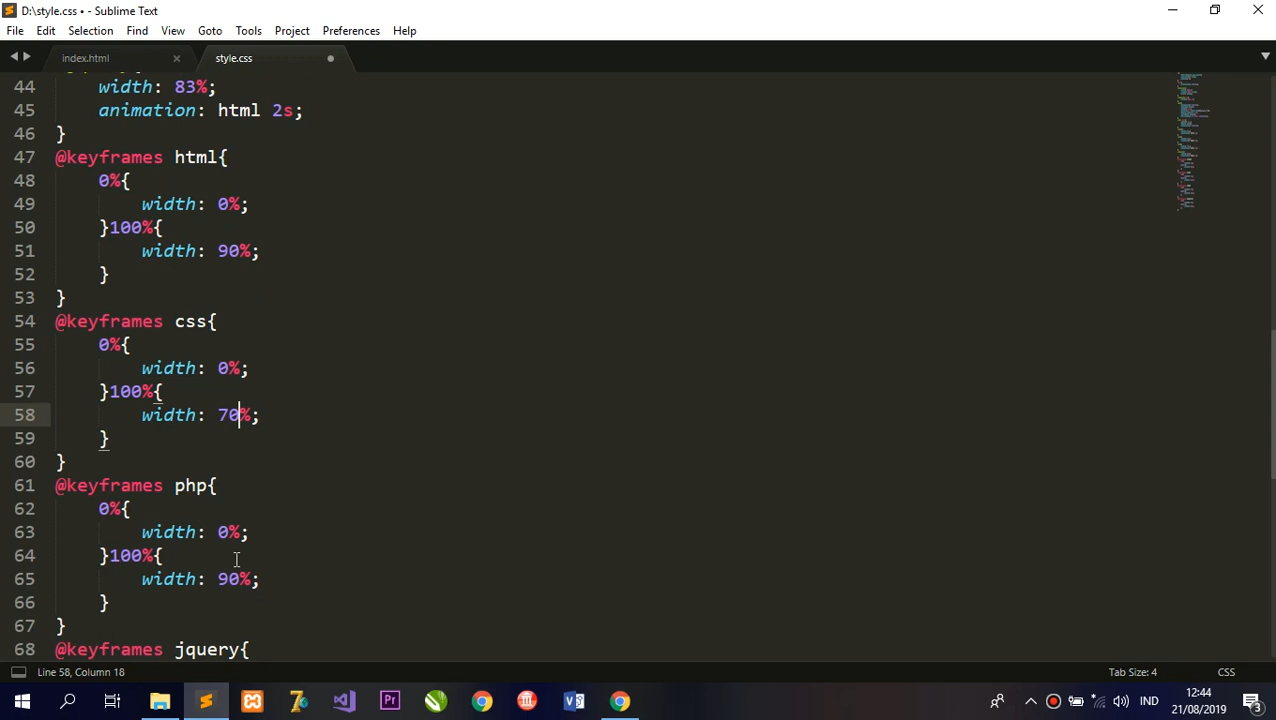 D:\style.css • - Sublime Text
File Edit Selection Find View Goto Tools Project Preferences Help
index.html style.css
44 width: 83%;
45 animation: html 2s;
46 }
47 @keyframes html{
48 0%{
49 width: 0%;
50 }100%{
51 width: 90%;
52 }
53 }
54 @keyframes css{
55 0%{
56 width: 0%;
57 }100%{
58 width: 70%;
59 }
60 }
61 @keyframes php{
62 0%{
63 width: 0%;
64 }100%{
65 width: 90%;
66 }
67 }
68 @keyframes jquery{
Line 58, Column 18 Tab Size: 4 CSS
IND 12:44
21/08/2019 3